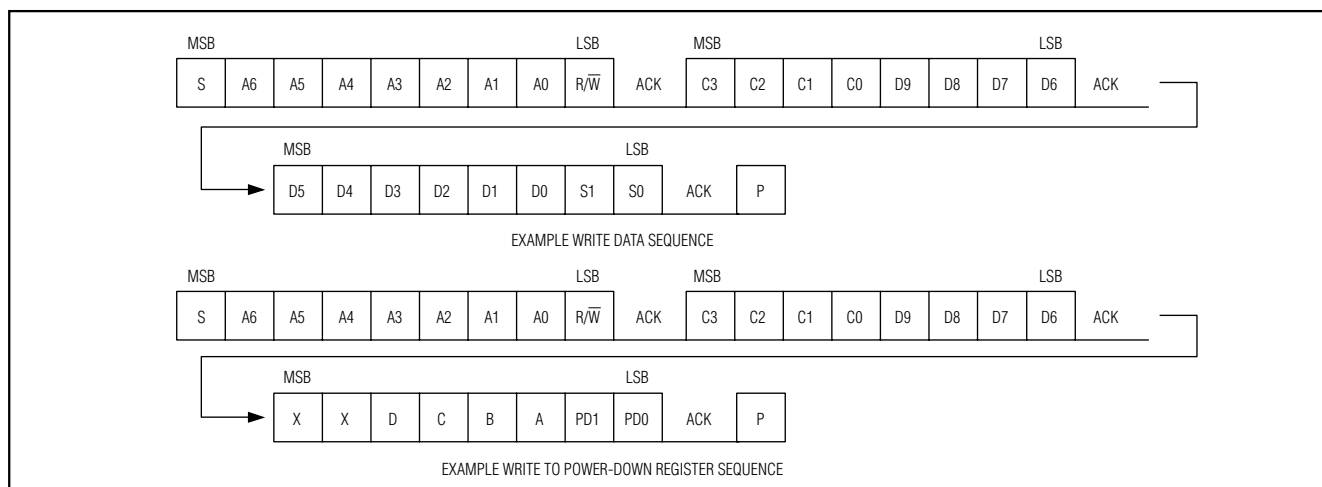 MSB LSB MSB LSB
S A6 A5 A4 A3 A2 A1 A0 R/W̅ ACK C3 C2 C1 C0 D9 D8 D7 D6 ACK
MSB LSB
D5 D4 D3 D2 D1 D0 S1 S0 ACK P
EXAMPLE WRITE DATA SEQUENCE
MSB LSB MSB LSB
S A6 A5 A4 A3 A2 A1 A0 R/W̅ ACK C3 C2 C1 C0 D9 D8 D7 D6 ACK
MSB LSB
X X D C B A PD1 PD0 ACK P
EXAMPLE WRITE TO POWER-DOWN REGISTER SEQUENCE